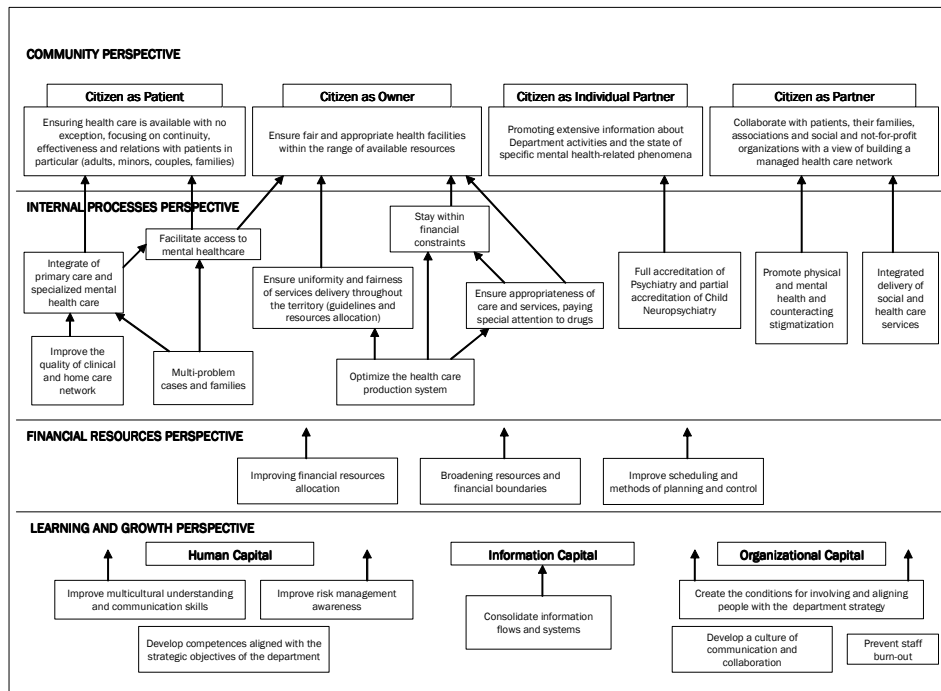 COMMUNITY PERSPECTIVE
Citizen as Patient
Ensuring health care is available with no
exception, focusing on continuity,
effectiveness and relations with patients in
particular (adults, minors, couples, families)
Citizen as Owner
Ensure fair and appropriate health facilities
within the range of available resources
Citizen as Individual Partner
Promoting extensive information about
Department activities and the state of
specific mental health-related phenomena
Citizen as Partner
Collaborate with patients, their families,
associations and social and not-for-profit
organizations with a view of building a
managed health care network
INTERNAL PROCESSES PERSPECTIVE
Integrate of
primary care and
specialized mental
health care
Facilitate access to
mental healthcare
Improve the
quality of clinical
and home care
network
Multi-problem
cases and families
Ensure uniformity and fairness
of services delivery throughout
the territory (guidelines and
resources allocation)
Stay within
financial
constraints
Ensure appropriateness of
care and services, paying
special attention to drugs
Optimize the health care
production system
Full accreditation of
Psychiatry and partial
accreditation of Child
Neuropsychiatry
Promote physical
and mental
health and
counteracting
stigmatization
Integrated
delivery of
social and
health care
services
FINANCIAL RESOURCES PERSPECTIVE
Improving financial resources
allocation
Broadening resources and
financial boundaries
Improve scheduling and
methods of planning and control
LEARNING AND GROWTH PERSPECTIVE
Human Capital
Improve multicultural understanding
and communication skills
Improve risk management
awareness
Develop competences aligned with the
strategic objectives of the department
Information Capital
Consolidate information
flows and systems
Organizational Capital
Create the conditions for involving and aligning
people with the department strategy
Develop a culture of
communication and
collaboration
Prevent staff
burn-out